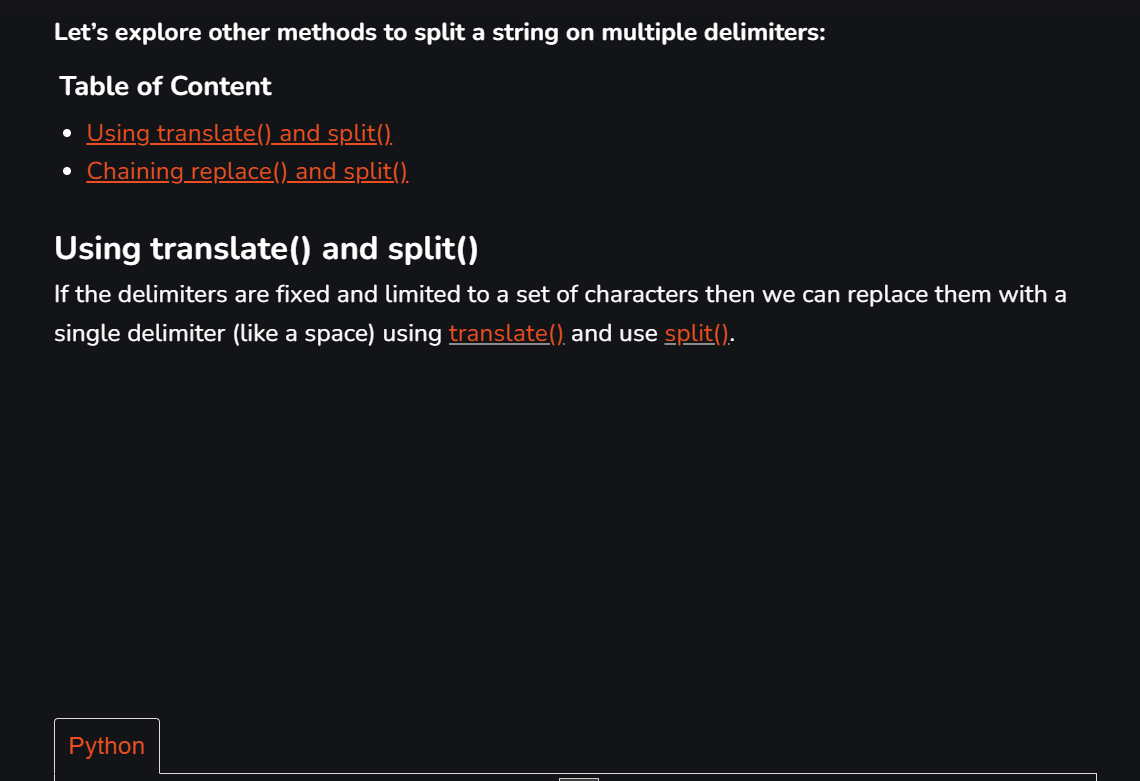 Let’s explore other methods to split a string on multiple delimiters:
Table of Content
Using translate() and split()
Chaining replace() and split()
Using translate() and split()
If the delimiters are fixed and limited to a set of characters then we can replace them with a
single delimiter (like a space) using translate() and use split().
Python